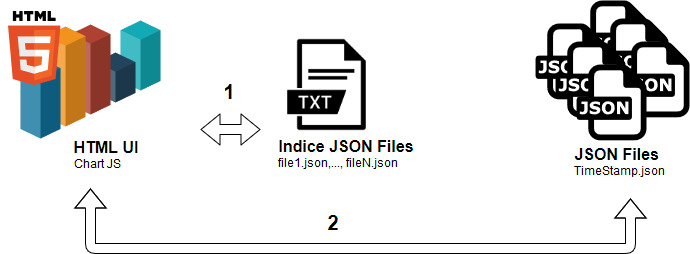 HTML
5
1
TXT
JSON
JSON
JSON
JSON
JSON
HTML UI
Chart JS
Indice JSON Files
file1.json,..., fileN.json
JSON Files
TimeStamp.json
2